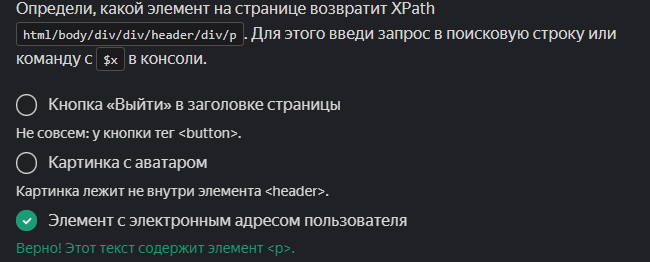 Определи, какой элемент на странице возвратит XPath
html/body/div/div/header/div/p . Для этого введи запрос в поисковую строку или
команду с $x в консоли.
Кнопка «Выйти» в заголовке страницы
Не совсем: у кнопки тег <button>.
Картинка с аватаром
Картинка лежит не внутри элемента <header>.
Элемент с электронным адресом пользователя
Верно! Этот текст содержит элемент <p>.